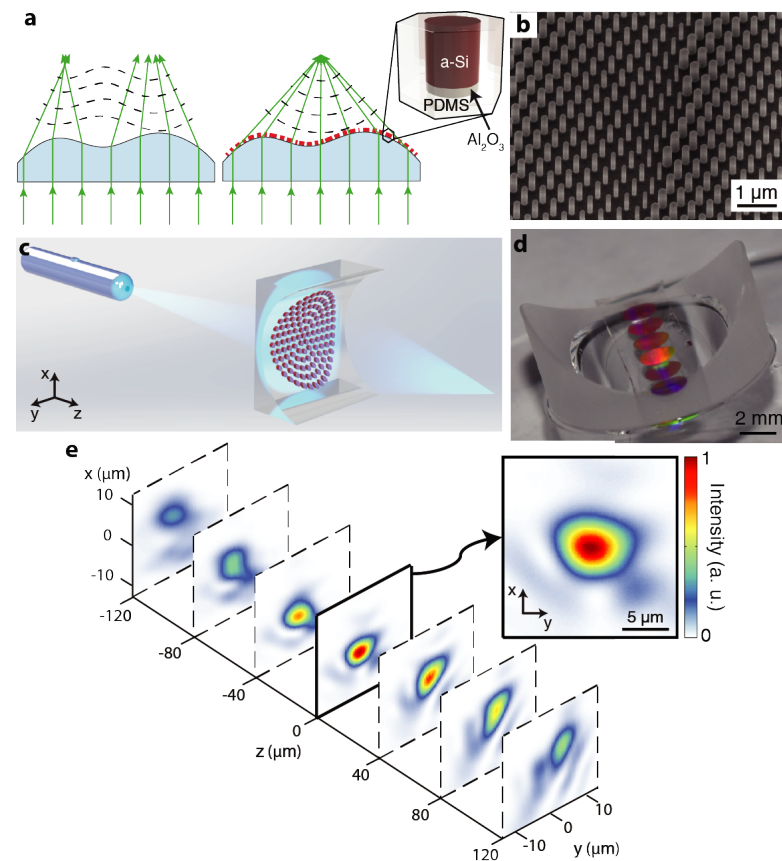 a
a-Si
PDMS
Al2O3
b
1 µm
c
x
y
z
d
2 mm
e
x (µm)
10
0
-10
-120
-80
-40
0
z (µm)
40
80
120
-10
0
10
y (µm)
x
y
5 µm
1
Intensity (a. u.)
0